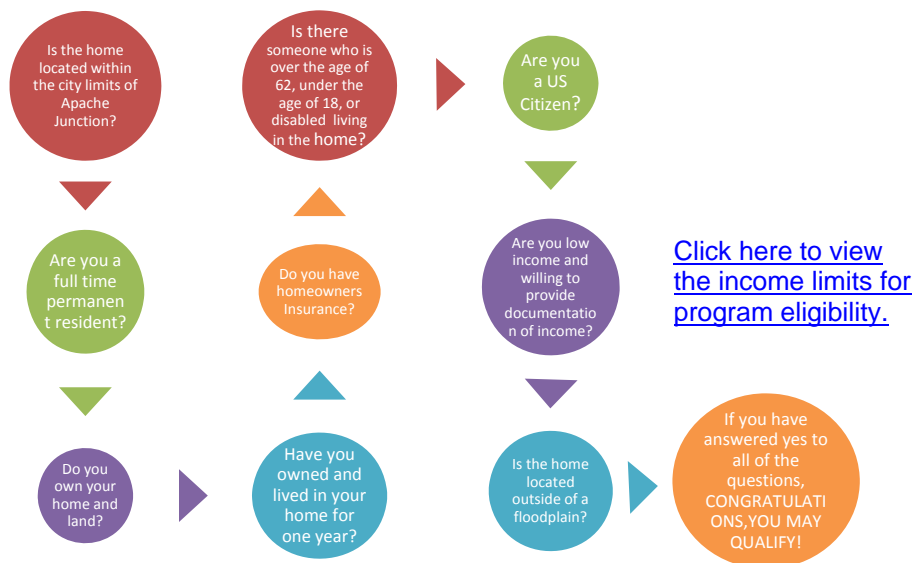 Is the home
located within
the city limits of
Apache
Junction?
Are you a
full time
permanen
t resident?
Do you
own your
home and
land?
Have you
owned and
lived in your
home for
one year?
Do you have
homeowners
Insurance?
Is there
someone who is
over the age of
62, under the
age of 18, or
disabled living
in the home?
Are you
a US
Citizen?
Are you low
income and
willing to
provide
documentatio
n of income?
Click here to view
the income limits for
program eligibility.
Is the home
located
outside of a
floodplain?
If you have
answered yes to
all of the
questions,
CONGRATULATI
ONS,YOU MAY
QUALIFY!